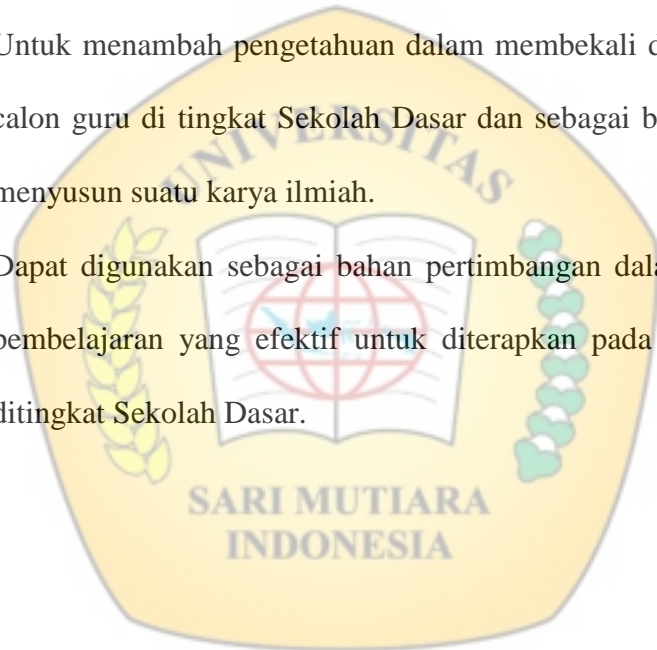 Untuk menambah pengetahuan dalam membekali d
calon guru di tingkat Sekolah Dasar dan sebagai b
menyusun suatu karya ilmiah.
Dapat digunakan sebagai bahan pertimbangan dala
pembelajaran yang efektif untuk diterapkan pada
ditingkat Sekolah Dasar.
UNIVERSITAS
SARI MUTIARA
INDONESIA